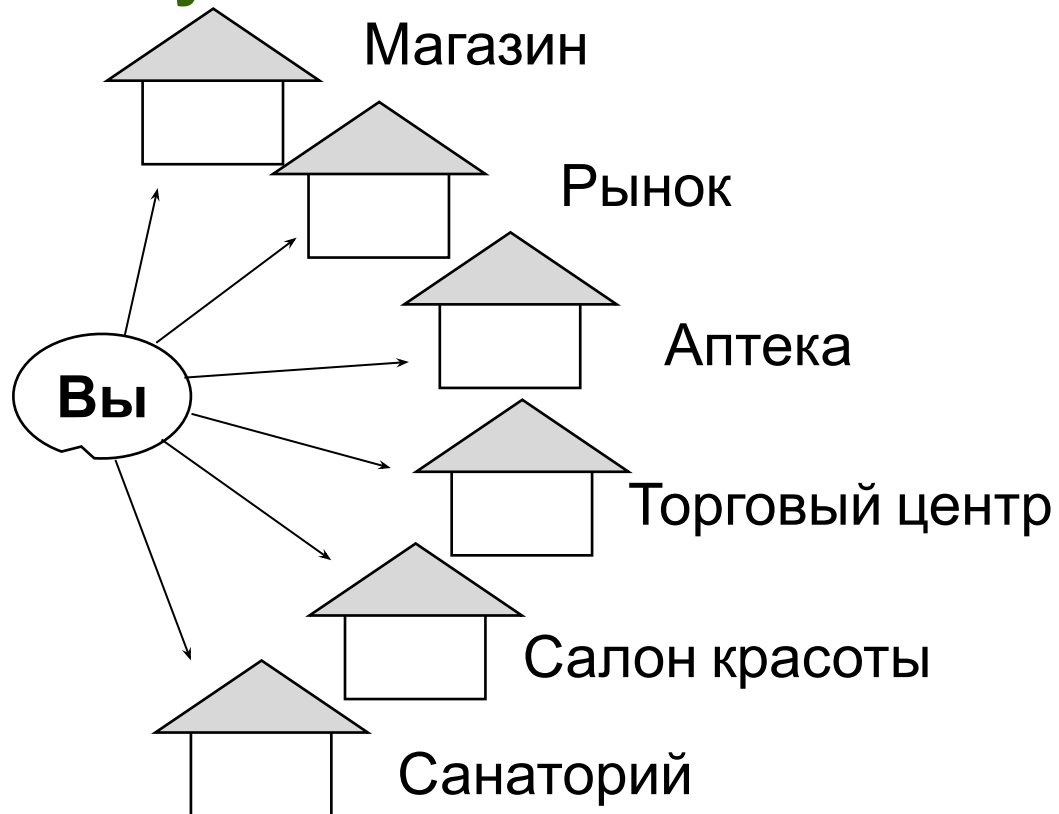 Магазин
Рынок
Аптека
Вы
Торговый центр
Салон красоты
Санаторий